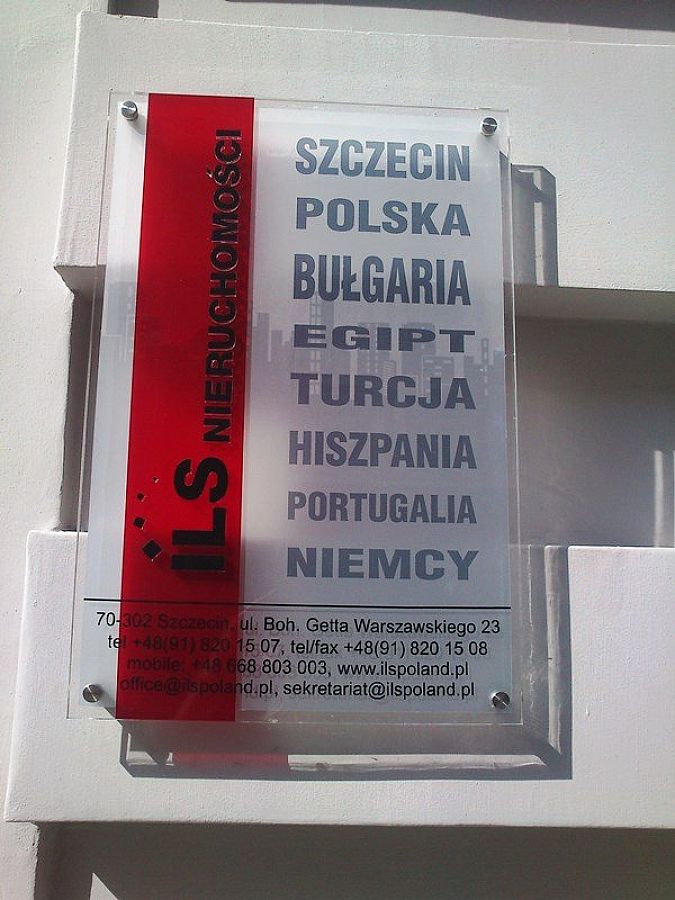 ILS NIERUCHOMOŚCI
SZCZECIN
POLSKA
BUŁGARIA
EGIPT
TURCJA
HISZPANIA
PORTUGALIA
NIEMCY
70-302 Szczecin, ul. Boh. Getta Warszawskiego 23
tel +48(91) 820 15 07, tel/fax +48(91) 820 15 08
mobile: +48 668 803 003, www.ilspoland.pl
office@ilspoland.pl, sekretariat@ilspoland.pl